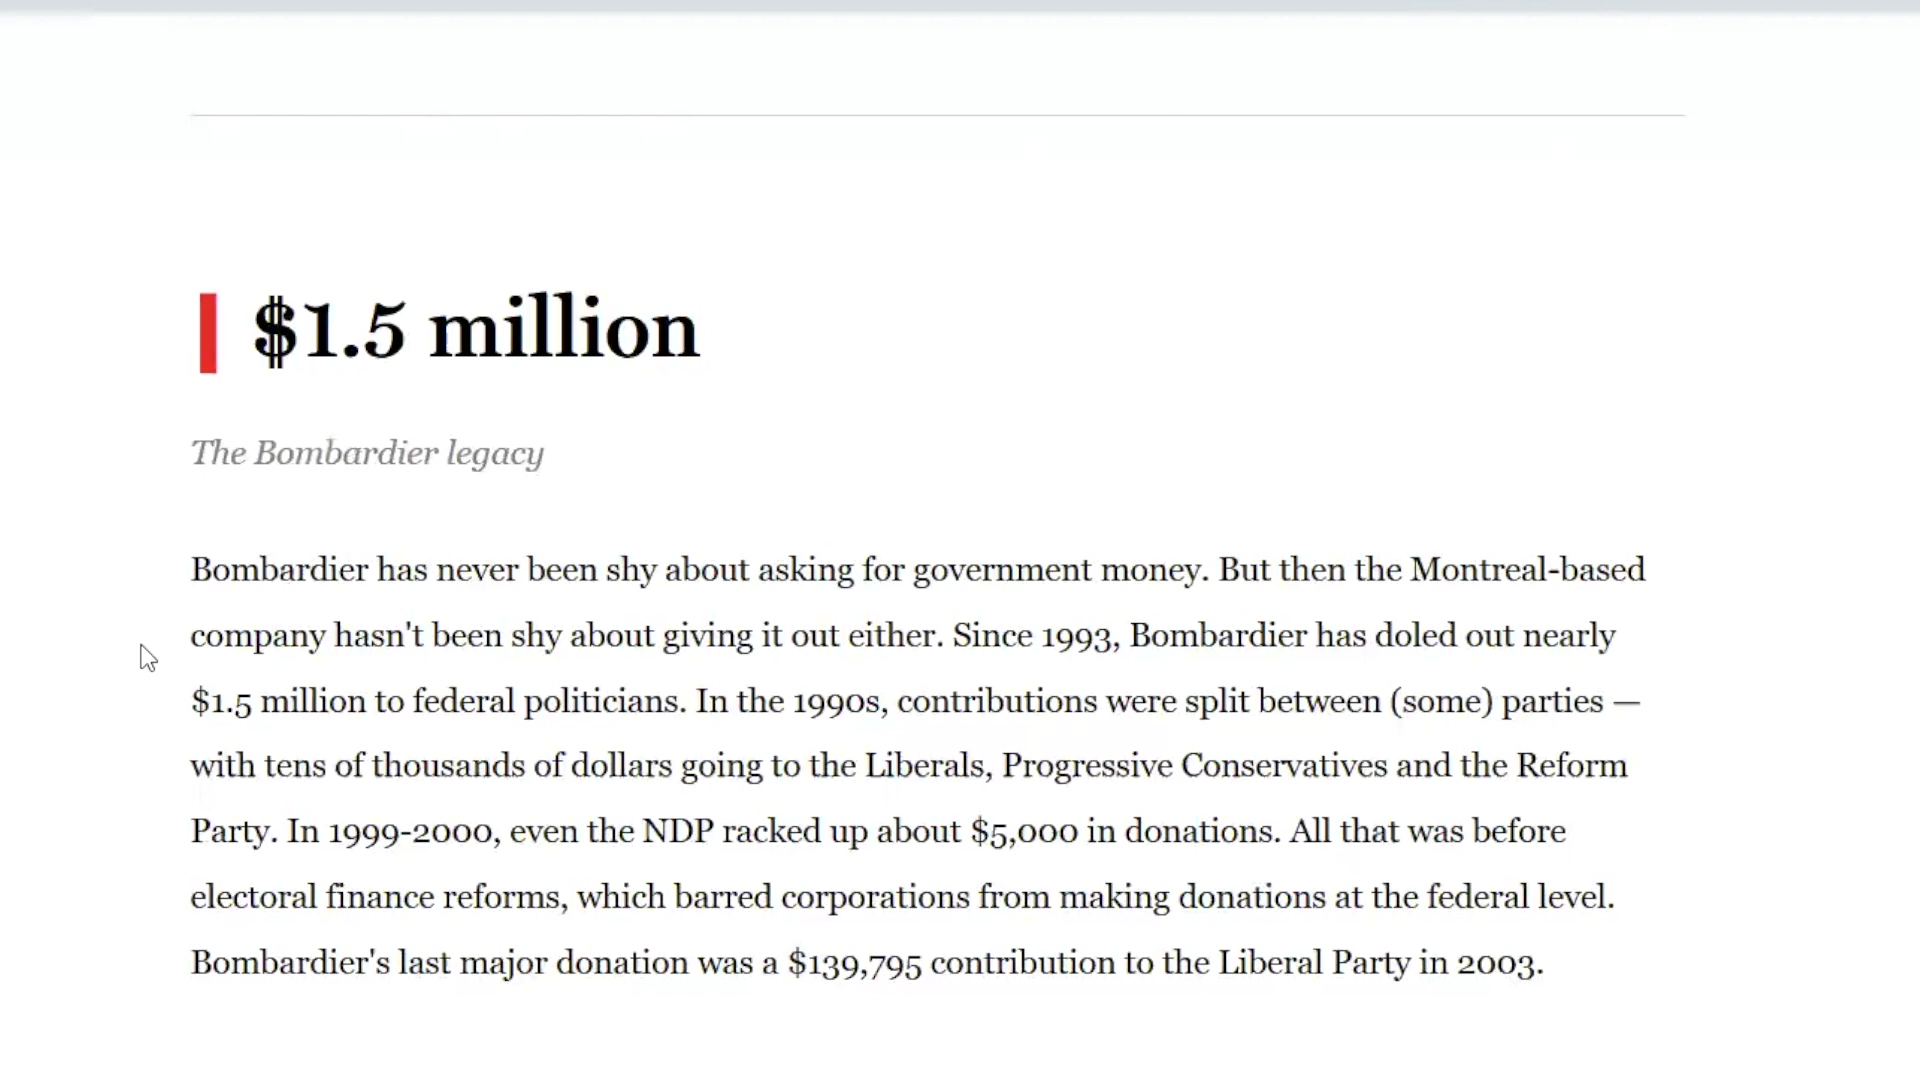 $1.5 million
The Bombardier legacy
Bombardier has never been shy about asking for government money. But then the Montreal-based
company hasn't been shy about giving it out either. Since 1993, Bombardier has doled out nearly
$1.5 million to federal politicians. In the 1990s, contributions were split between (some) parties —
with tens of thousands of dollars going to the Liberals, Progressive Conservatives and the Reform
Party. In 1999-2000, even the NDP racked up about $5,000 in donations. All that was before
electoral finance reforms, which barred corporations from making donations at the federal level.
Bombardier's last major donation was a $139,795 contribution to the Liberal Party in 2003.